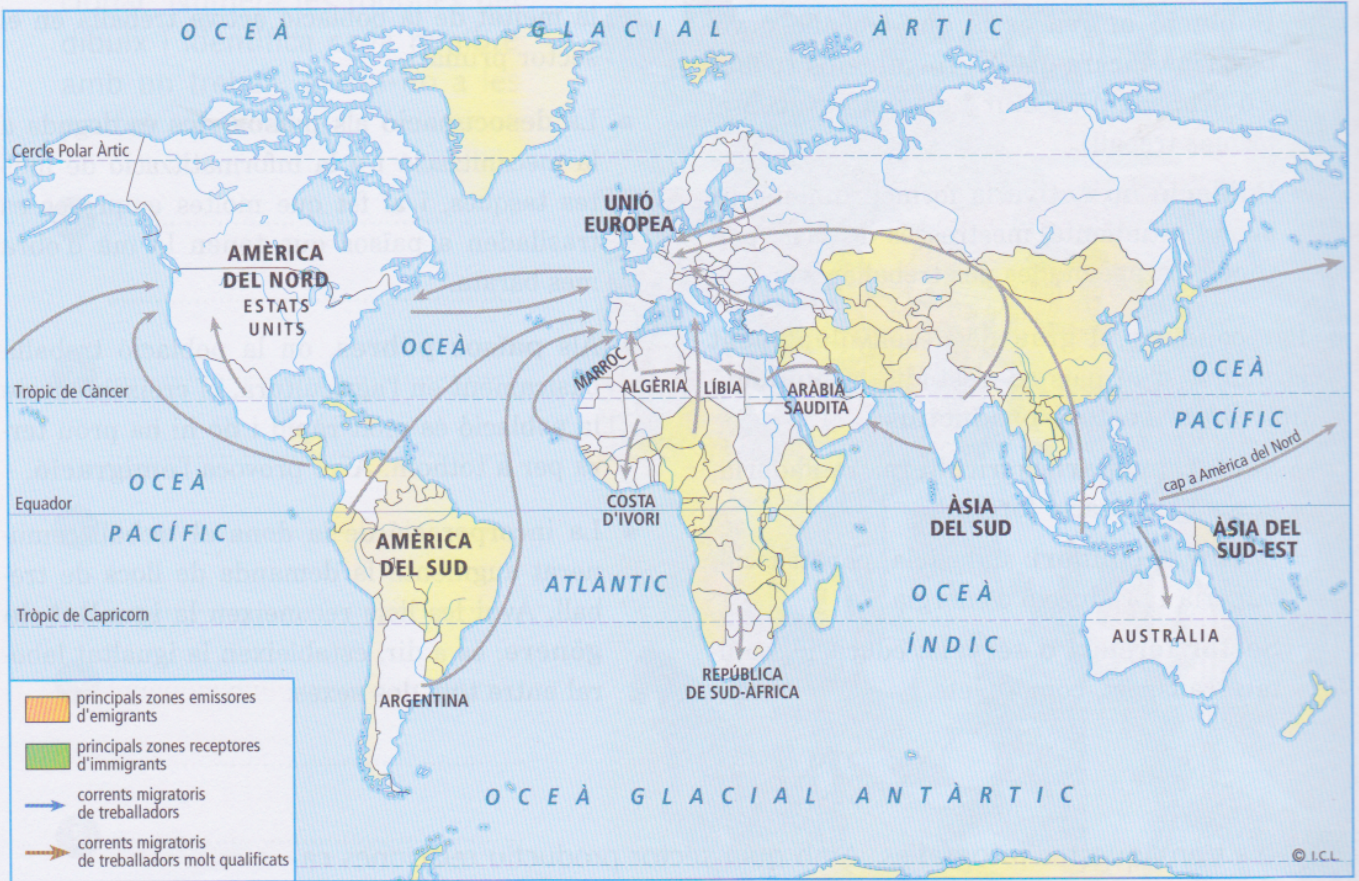 OCEÀ GLACIAL ÀRTIC
Cercle Polar Àrtic
UNIÓ
EUROPEA
AMÈRICA
DEL NORD
ESTATS
UNITS
OCEÀ
MARROC
ALGÈRIA
LÍBIA
ARÀBIA
SAUDITA
OCEÀ
PACÍFIC
Tròpic de Càncer
cap a Amèrica del Nord
OCEÀ
PACÍFIC
Equador
COSTA
D'IVORI
ÀSIA
DEL SUD
ÀSIA DEL
SUD-EST
AMÈRICA
DEL SUD
ATLÀNTIC
OCEÀ
ÍNDIC
Tròpic de Capricorn
AUSTRÀLIA
REPÚBLICA
DE SUD-ÀFRICA
ARGENTINA
principals zones emissores
d'emigrants
principals zones receptores
d'immigrants
corrents migratoris
de treballadors
corrents migratoris
de treballadors molt qualificats
OCEÀ GLACIAL ANTÀRTIC
© I.C.L.